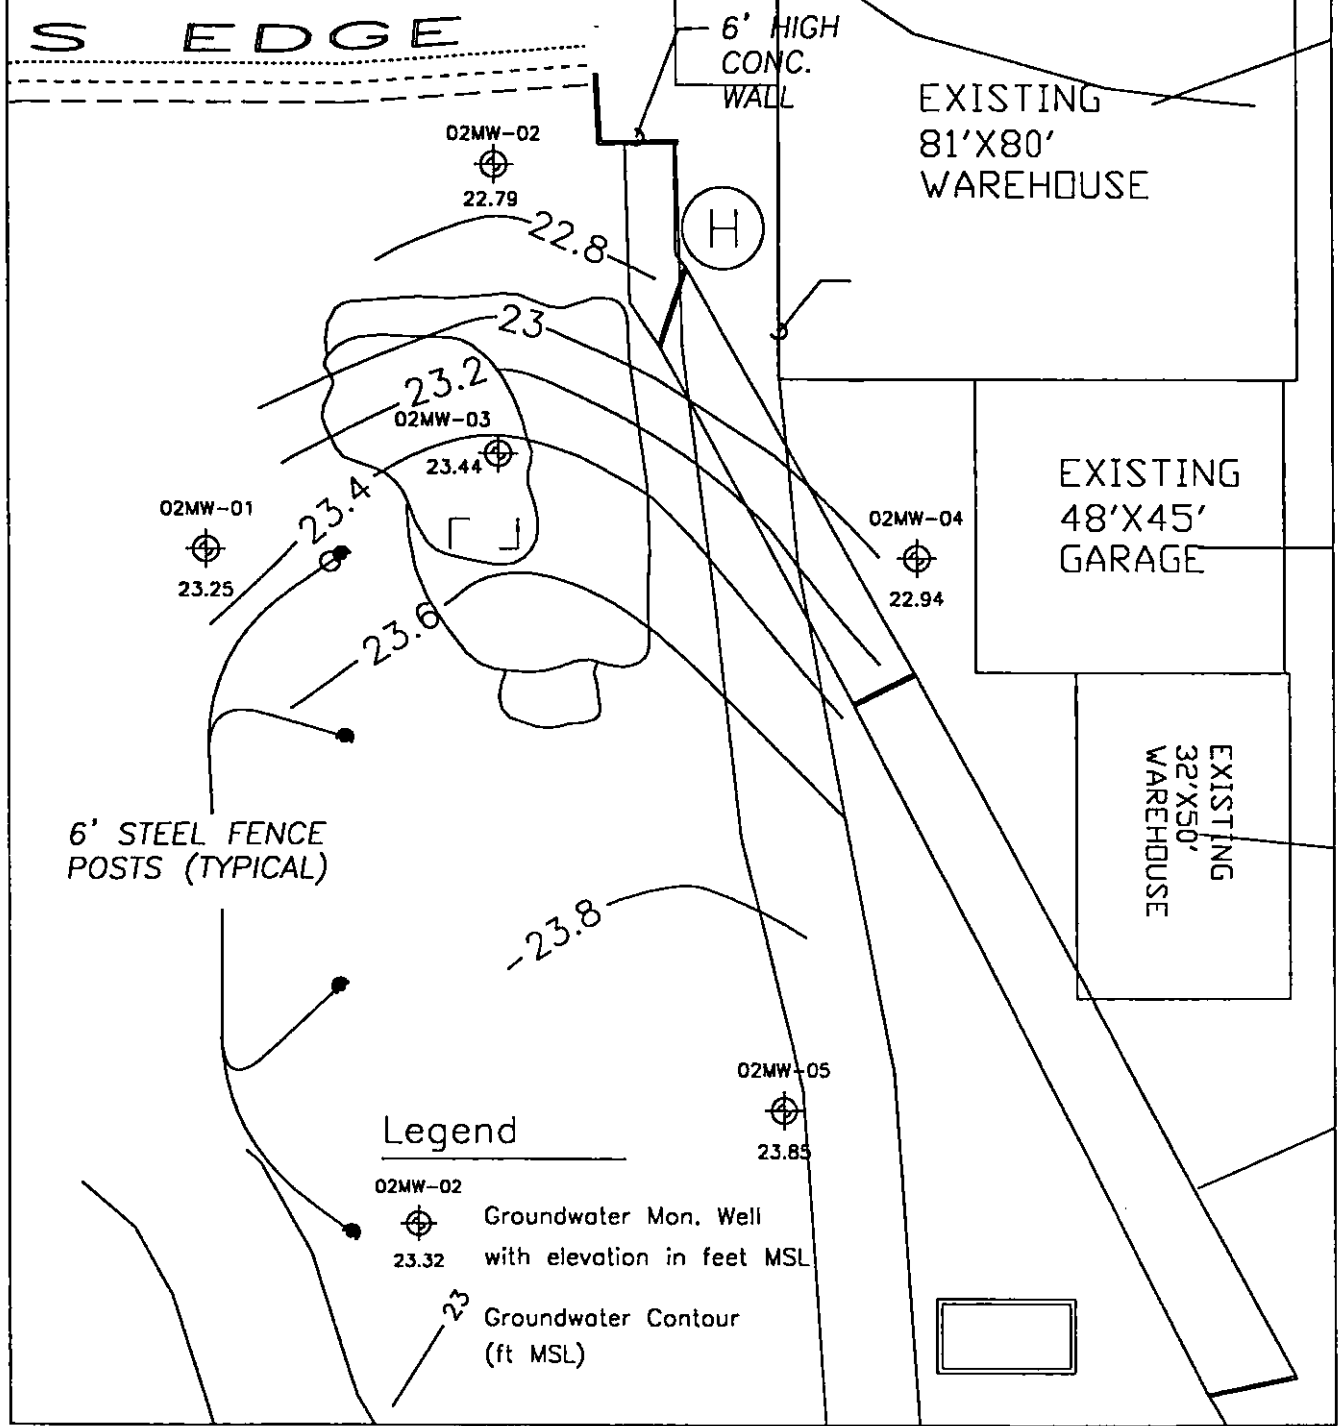 S EDGE
6' HIGH
CONC.
WALL
EXISTING
81'X80'
WAREHOUSE
02MW-02
22.79
22.8
H
23
23.2
02MW-03
23.44
23.4
02MW-01
23.25
02MW-04
22.94
EXISTING
48'X45'
GARAGE
23.6
EXISTING
32'X50'
WAREHOUSE
6' STEEL FENCE
POSTS (TYPICAL)
23.8
02MW-05
23.85
Legend
02MW-02
23.32
Groundwater Mon. Well
with elevation in feet MSL
23
Groundwater Contour
(ft MSL)